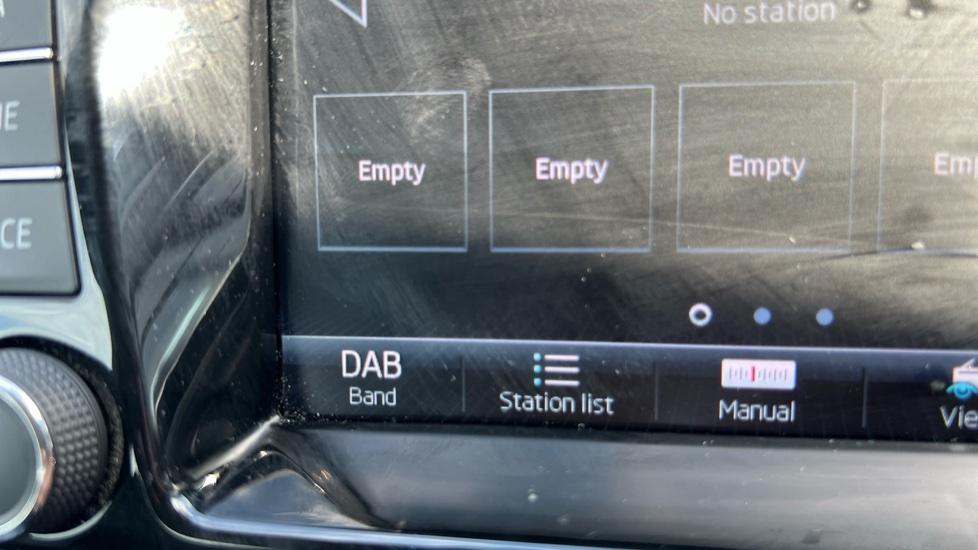 No station
Empty Empty Empty
DAB
Band Station list Manual